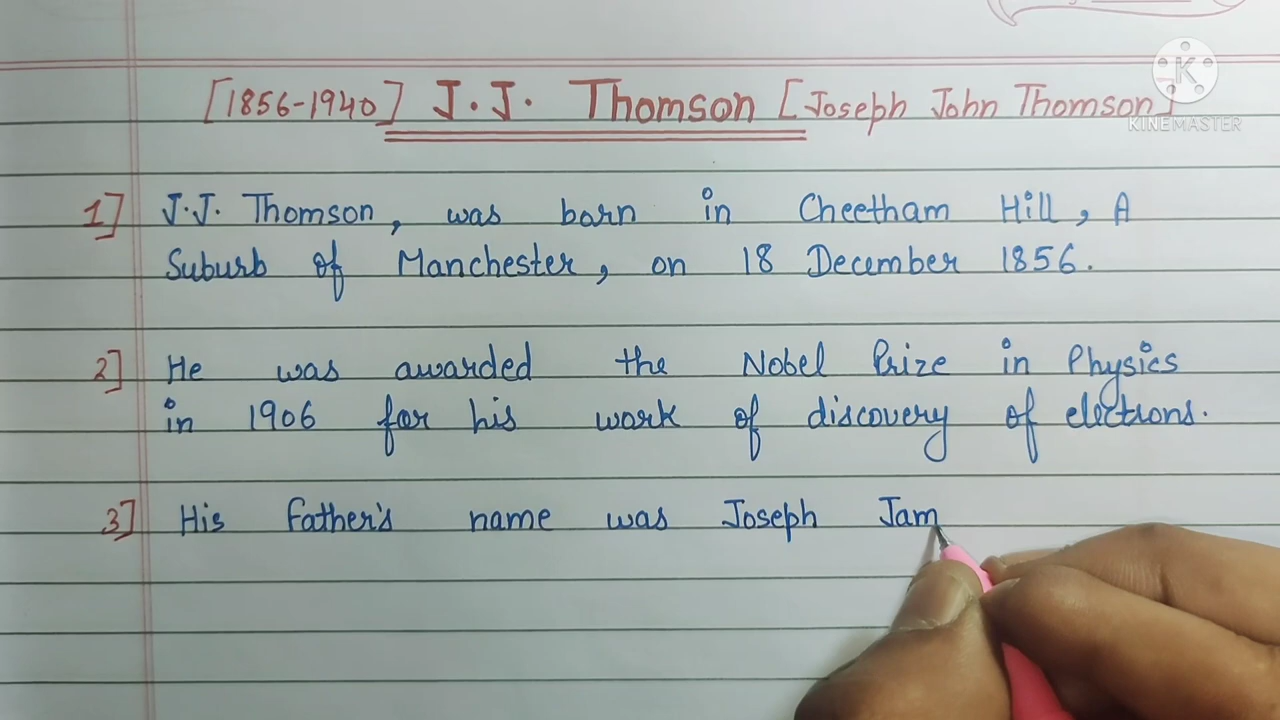 [1856-1940] J.J. Thomson [Joseph John Thomson]
KINEMASTER
1] J.J. Thomson, was born in Cheetham Hill, A
Suburb of Manchester, on 18 December 1856.
2] He was awarded the Nobel Prize in Physics
in 1906 for his work of discovery of elections.
3] His Father's name was Joseph Jam